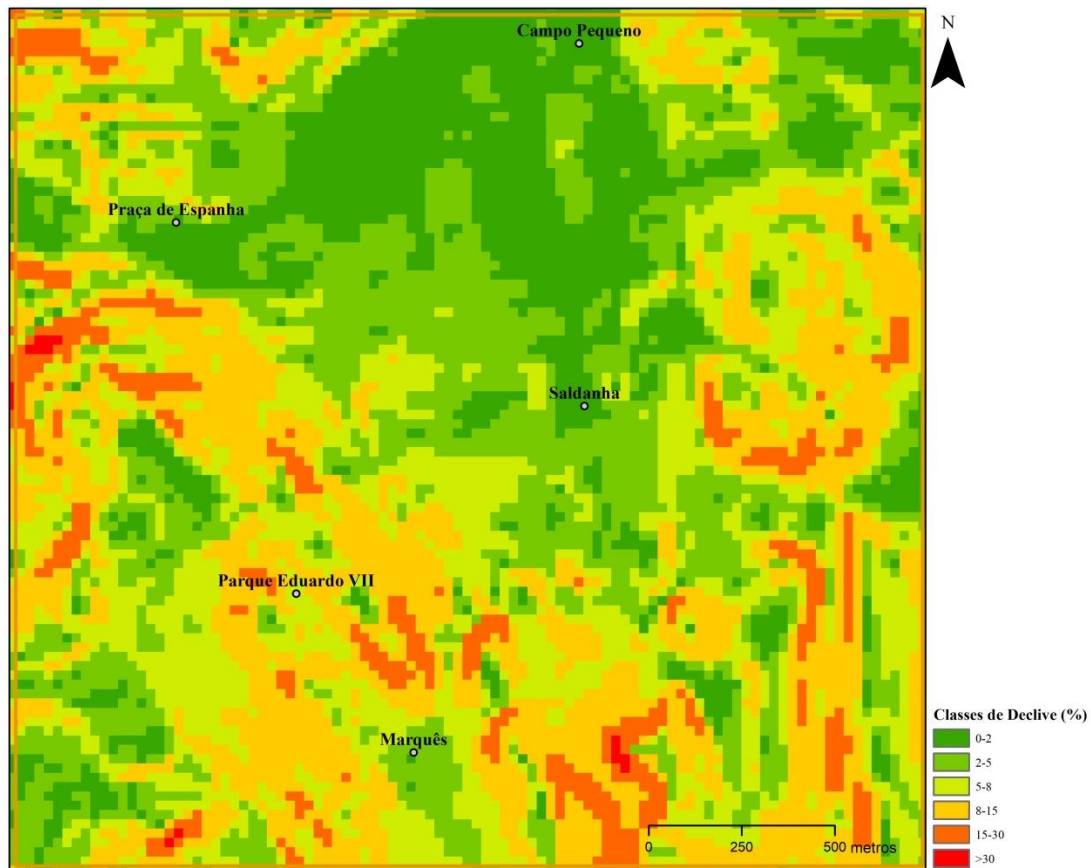 Campo Pequeno
N
Praça de Espanha
Saldanha
Parque Eduardo VII
Marquês
Classes de Declive (%)
0-2
2-5
5-8
8-15
15-30
>30
0 250 500 metros